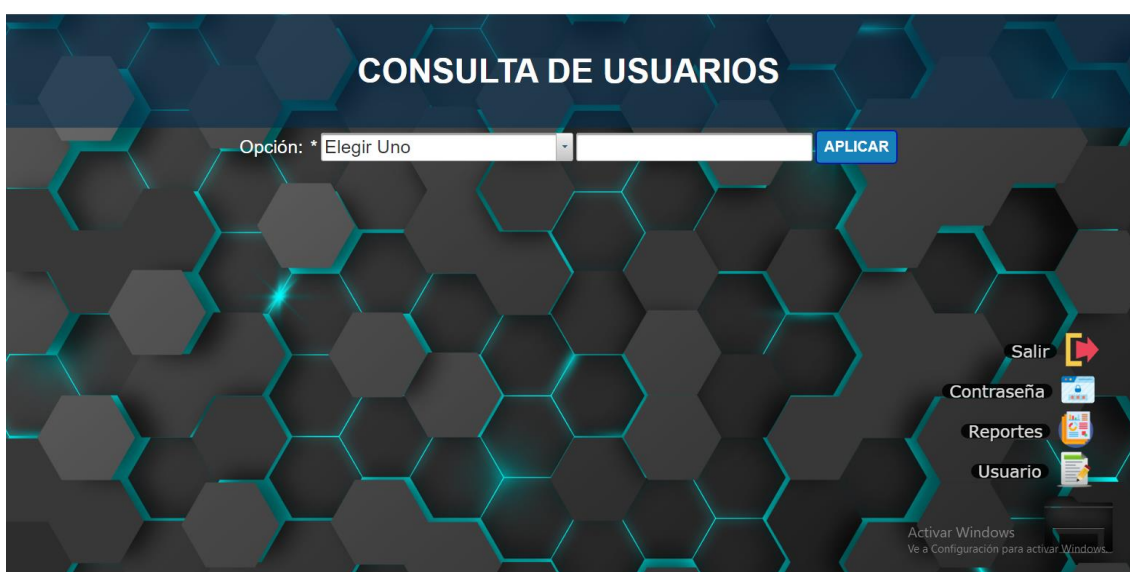 CONSULTA DE USUARIOS
Opción: * Elegir Uno APLICAR
Salir
Contraseña
Reportes
Usuario
Activar Windows
Ve a Configuración para activar Windows.